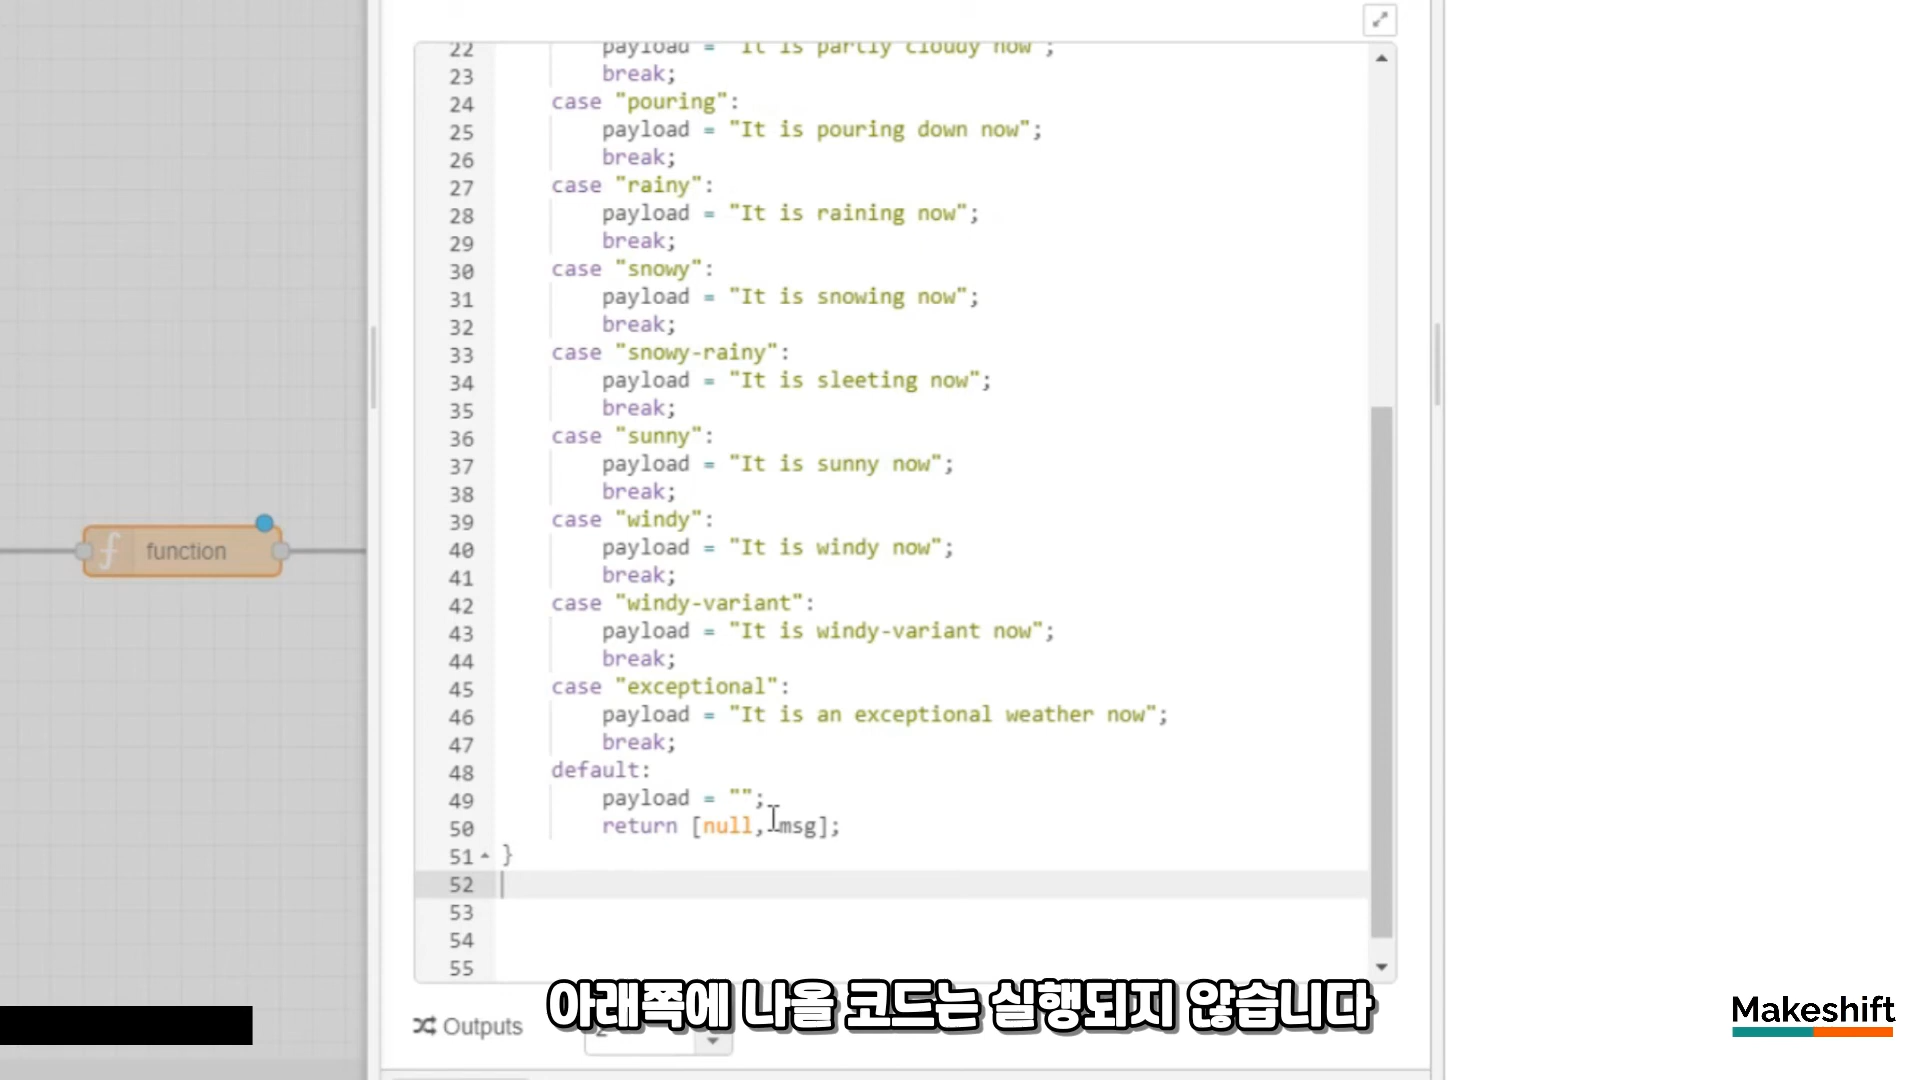 22 payload = "It is partly cloudy now";
23 break;
24 case "pouring":
25 payload = "It is pouring down now";
26 break;
27 case "rainy":
28 payload = "It is raining now";
29 break;
30 case "snowy":
31 payload = "It is snowing now";
32 break;
33 case "snowy-rainy":
34 payload = "It is sleeting now";
35 break;
36 case "sunny":
37 payload = "It is sunny now";
38 break;
39 case "windy":
40 payload = "It is windy now";
41 break;
42 case "windy-variant":
43 payload = "It is windy-variant now";
44 break;
45 case "exceptional":
46 payload = "It is an exceptional weather now";
47 break;
48 default:
49 payload = "";
50 return [null, msg];
51 }
52
53
54
55
f function
아래쪽에 나올 코드는 실행되지 않습니다
Outputs
Makeshift